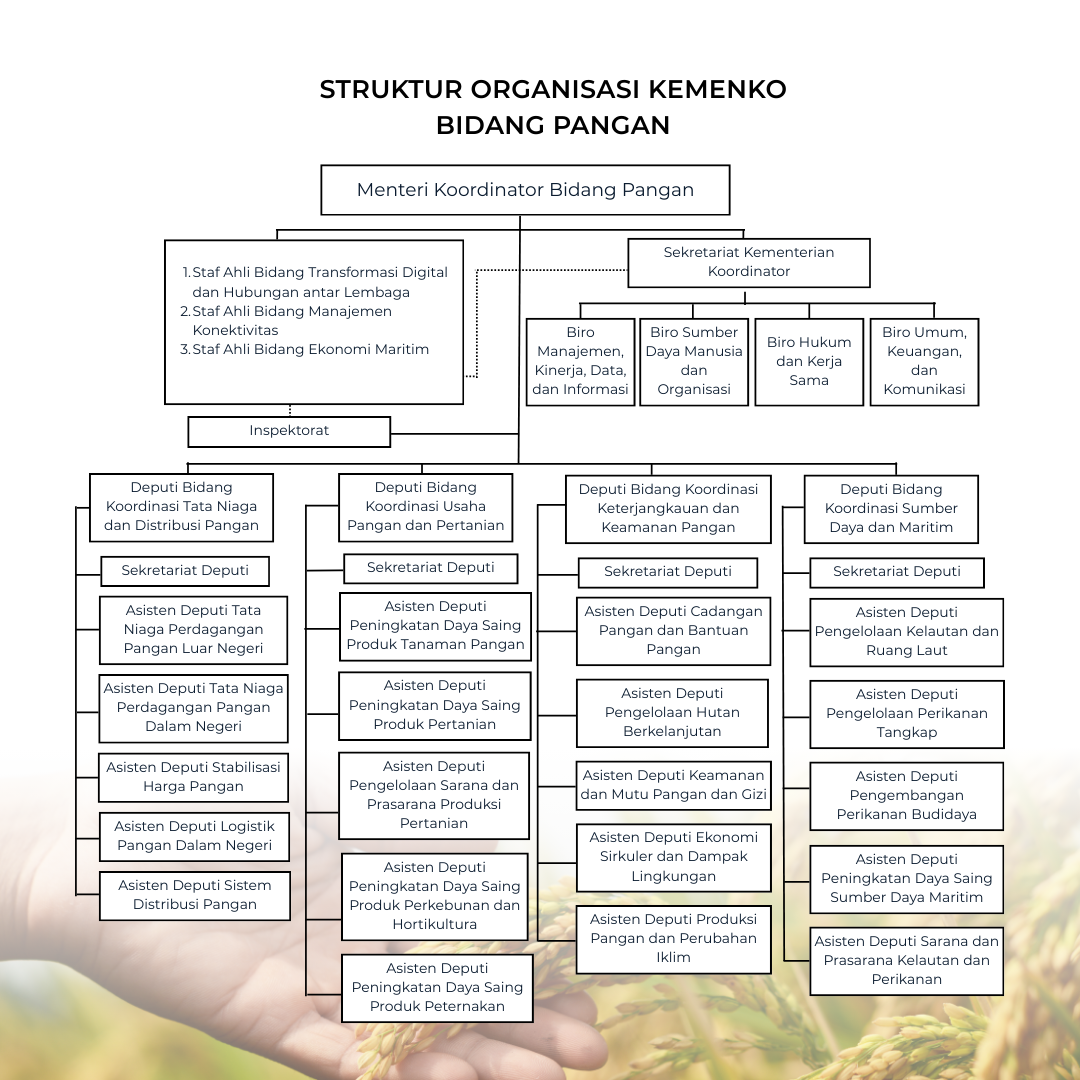 STRUKTUR ORGANISASI KEMENKO
BIDANG PANGAN
Menteri Koordinator Bidang Pangan
1. Staf Ahli Bidang Transformasi Digital
dan Hubungan antar Lembaga
2. Staf Ahli Bidang Manajemen
Konektivitas
3. Staf Ahli Bidang Ekonomi Maritim
Sekretariat Kementerian
Koordinator
Biro
Manajemen,
Kinerja, Data,
dan Informasi
Biro Sumber
Daya Manusia
dan
Organisasi
Biro Hukum
dan Kerja
Sama
Biro Umum,
Keuangan,
dan
Komunikasi
Inspektorat
Deputi Bidang
Koordinasi Tata Niaga
dan Distribusi Pangan
Sekretariat Deputi
Asisten Deputi Tata
Niaga Perdagangan
Pangan Luar Negeri
Asisten Deputi Tata Niaga
Perdagangan Pangan
Dalam Negeri
Asisten Deputi Stabilisasi
Harga Pangan
Asisten Deputi Logistik
Pangan Dalam Negeri
Asisten Deputi Sistem
Distribusi Pangan
Deputi Bidang
Koordinasi Usaha
Pangan dan Pertanian
Sekretariat Deputi
Asisten Deputi
Peningkatan Daya Saing
Produk Tanaman Pangan
Asisten Deputi
Peningkatan Daya Saing
Produk Pertanian
Asisten Deputi
Pengelolaan Sarana dan
Prasarana Produksi
Pertanian
Asisten Deputi
Peningkatan Daya Saing
Produk Perkebunan dan
Hortikultura
Asisten Deputi
Peningkatan Daya Saing
Produk Peternakan
Deputi Bidang Koordinasi
Keterjangkauan dan
Keamanan Pangan
Sekretariat Deputi
Asisten Deputi Cadangan
Pangan dan Bantuan
Pangan
Asisten Deputi
Pengelolaan Hutan
Berkelanjutan
Asisten Deputi Keamanan
dan Mutu Pangan dan Gizi
Asisten Deputi Ekonomi
Sirkuler dan Dampak
Lingkungan
Asisten Deputi Produksi
Pangan dan Perubahan
Iklim
Deputi Bidang
Koordinasi Sumber
Daya dan Maritim
Sekretariat Deputi
Asisten Deputi
Pengelolaan Kelautan dan
Ruang Laut
Asisten Deputi
Pengelolaan Perikanan
Tangkap
Asisten Deputi
Pengembangan
Perikanan Budidaya
Asisten Deputi
Peningkatan Daya Saing
Sumber Daya Maritim
Asisten Deputi Sarana dan
Prasarana Kelautan dan
Perikanan